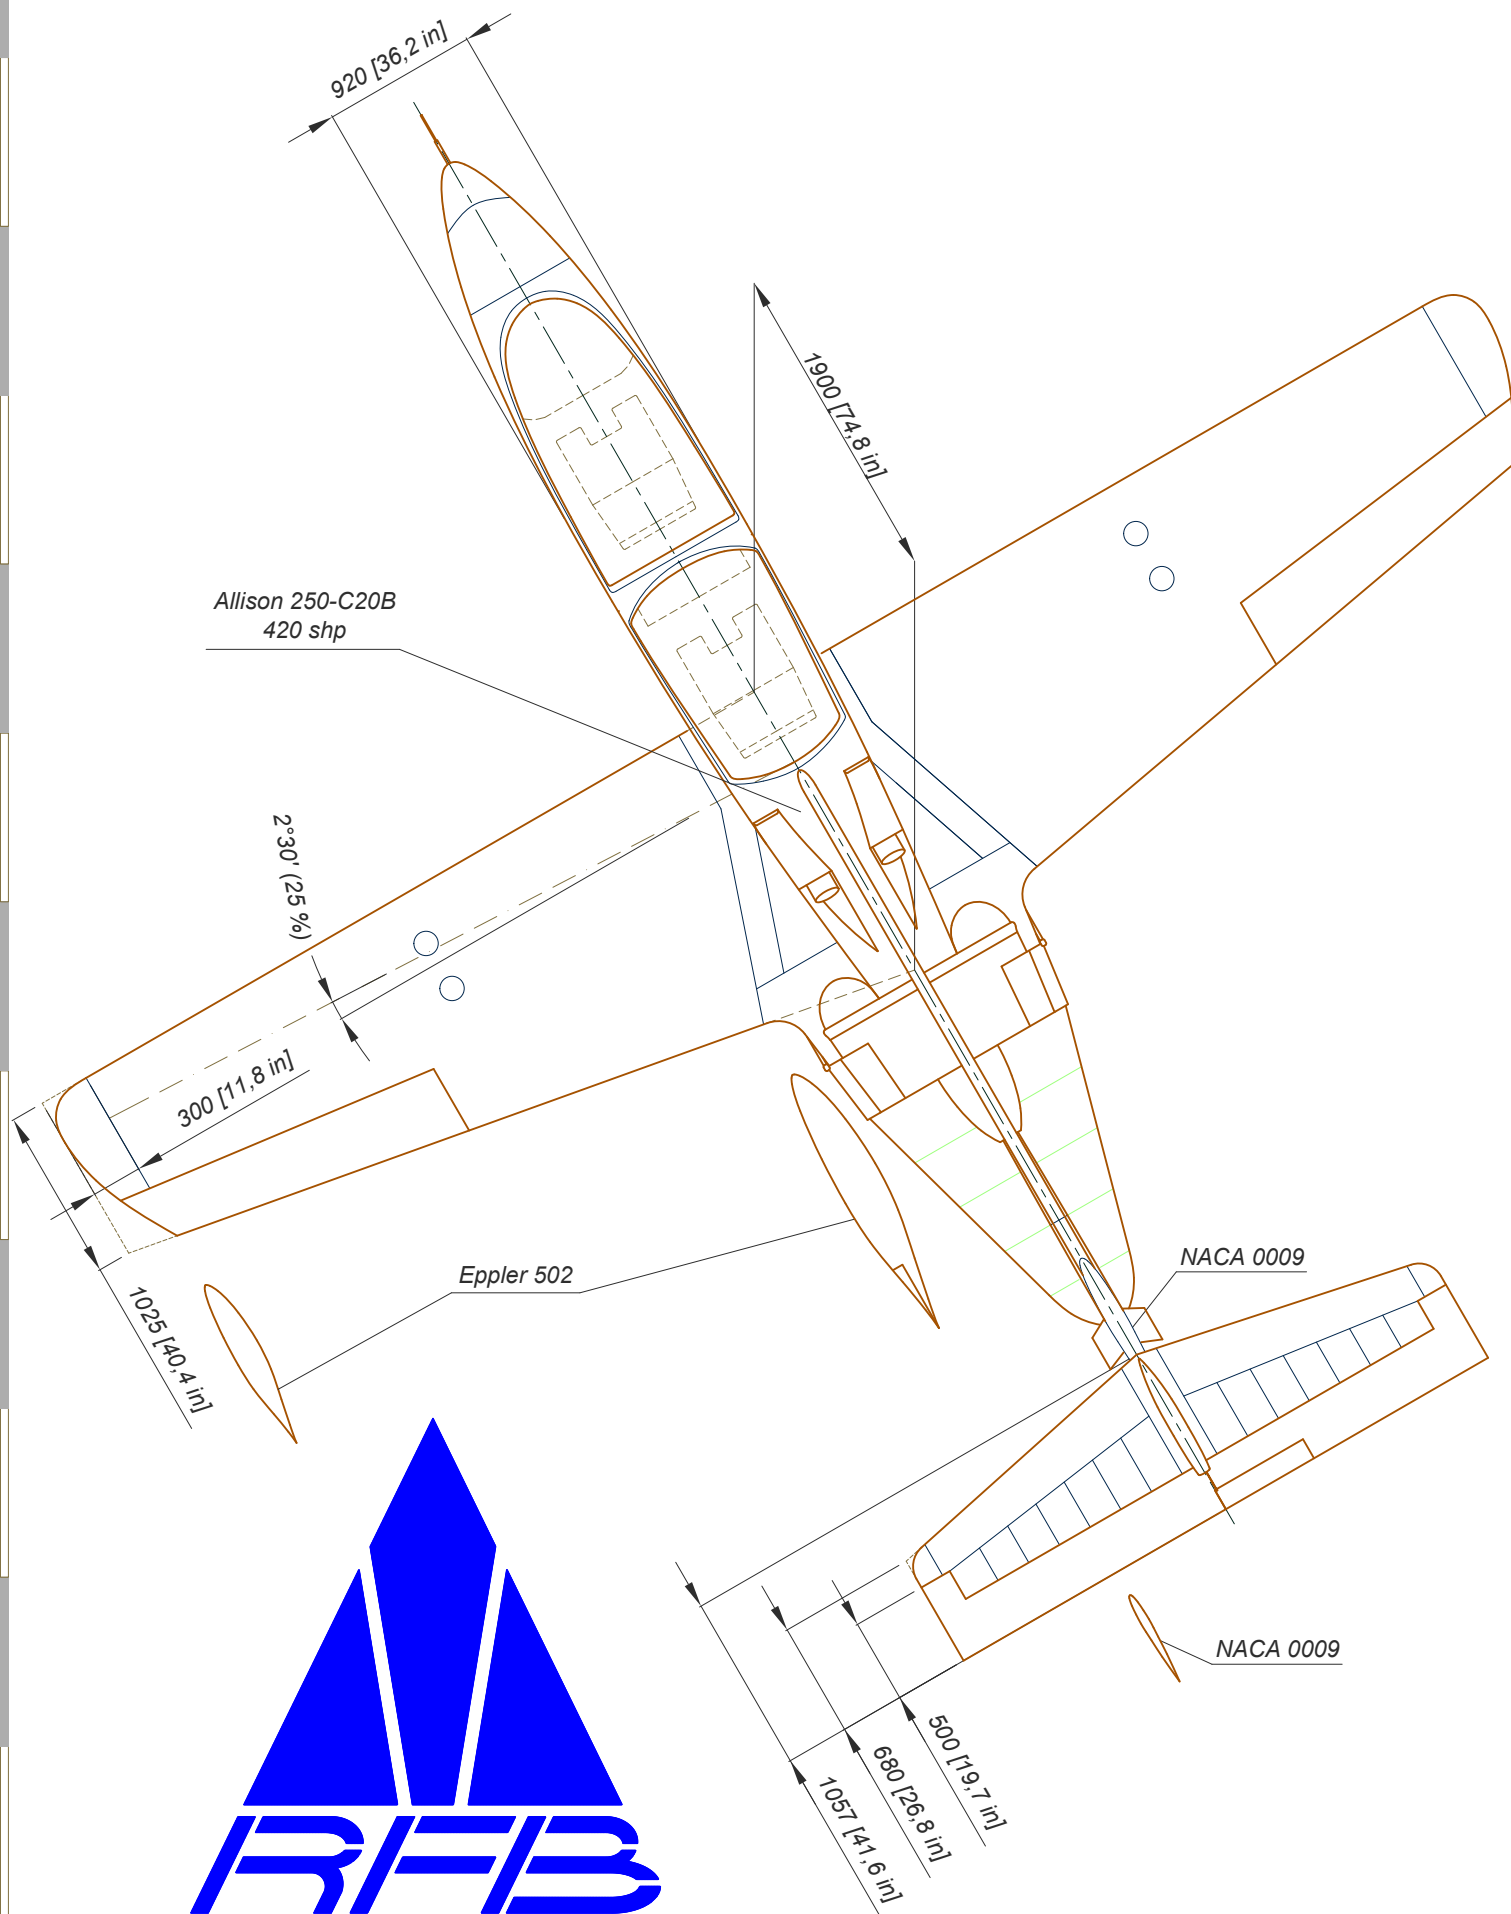 920 [36,2 in]
1900 [74,8 in]
Allison 250-C20B
420 shp
2°30' (25 %)
300 [11,8 in]
1025 [40,4 in]
Eppler 502
NACA 0009
NACA 0009
500 [19,7 in]
680 [26,8 in]
1057 [41,6 in]
RFB